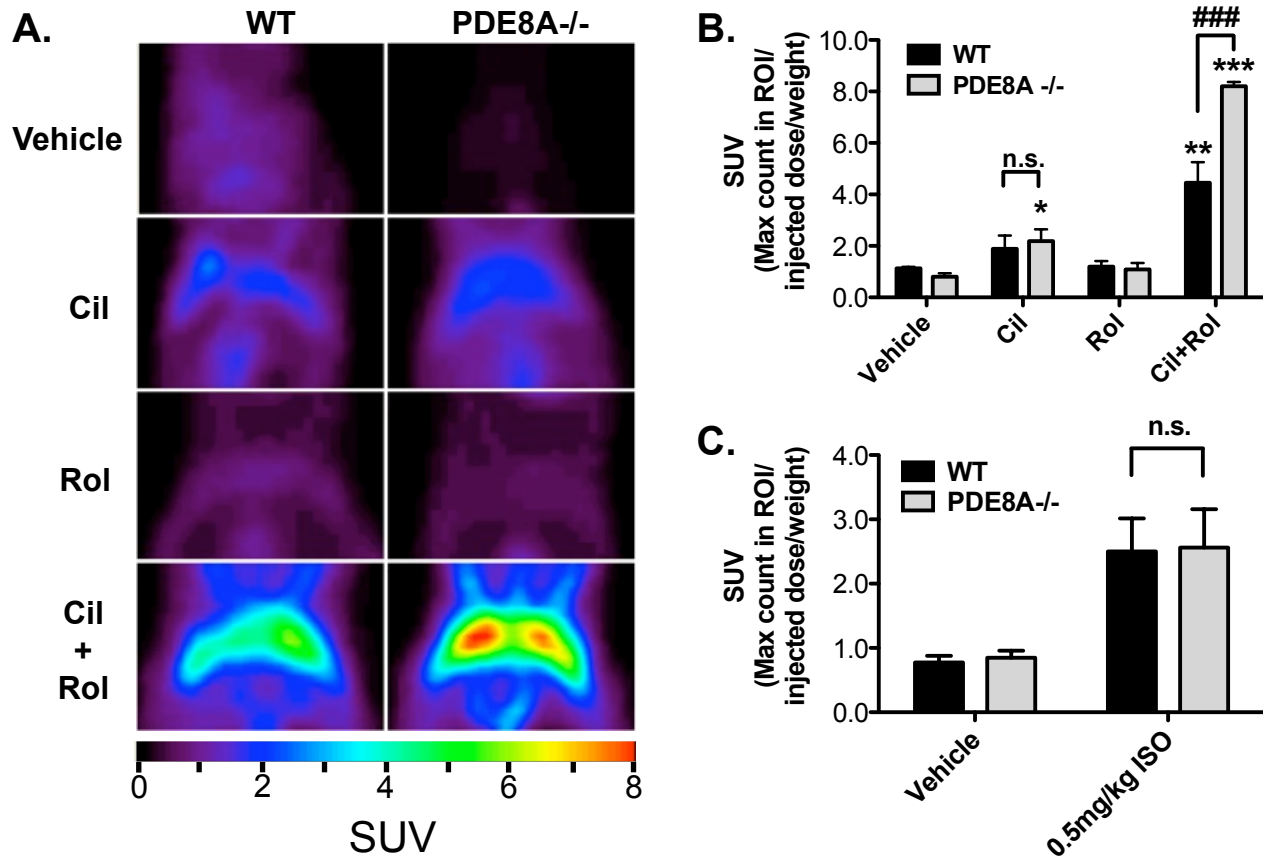 A.
WT PDE8A-/-
Vehicle
Cil
Rol
Cil
+
Rol
0 2 4 6 8
SUV
B.
SUV
(Max count in ROI/
injected dose/weight)
10.0
8.0
6.0
4.0
2.0
0.0
WT
PDE8A -/-
n.s.
*
**
***
###
Vehicle
Cil
Rol
Cil+Rol
C.
SUV
(Max count in ROI/
injected dose/weight)
4.0
3.0
2.0
1.0
0.0
WT
PDE8A-/-
n.s.
Vehicle
0.5mg/kg ISO